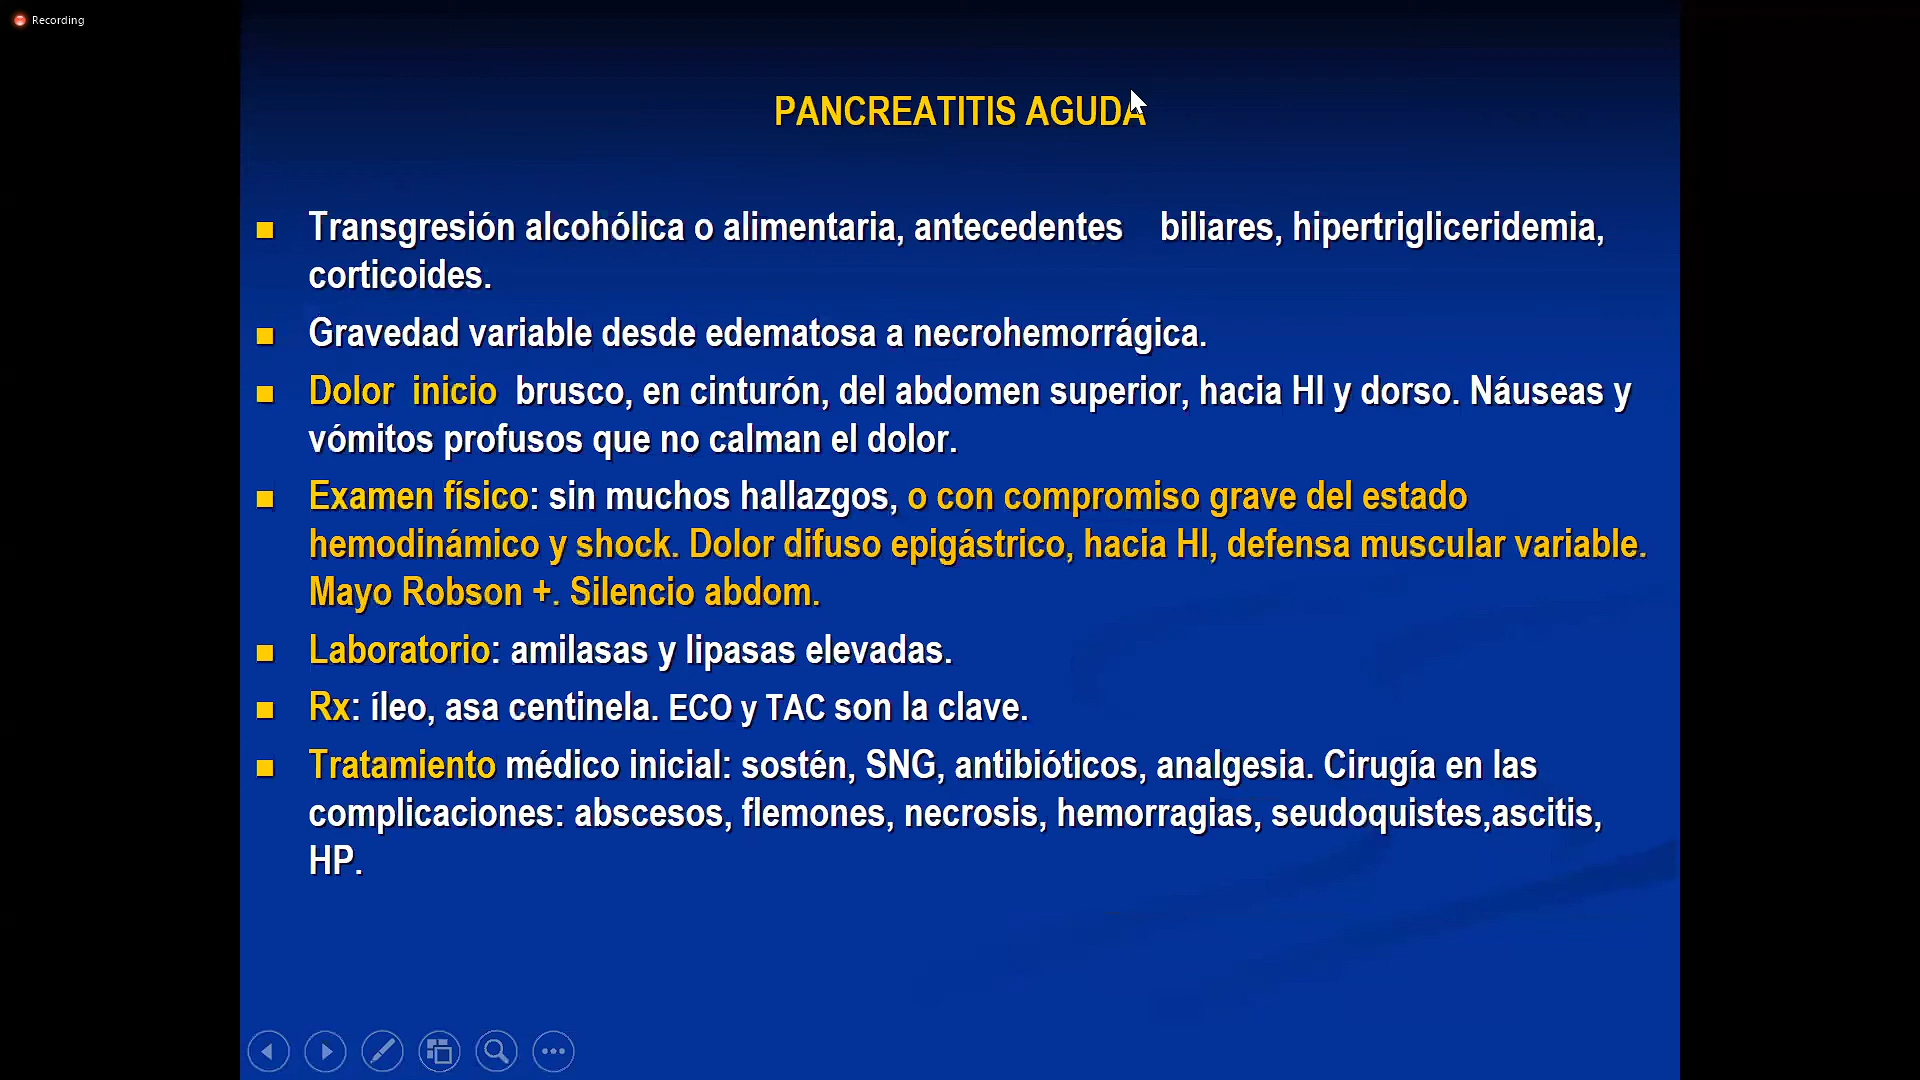 Recording
PANCREATITIS AGUDA
Transgresión alcohólica o alimentaria, antecedentes biliares, hipertrigliceridemia,
corticoides.
Gravedad variable desde edematosa a necrohemorrágica.
Dolor inicio brusco, en cinturón, del abdomen superior, hacia HI y dorso. Náuseas y
vómitos profusos que no calman el dolor.
Examen físico: sin muchos hallazgos, o con compromiso grave del estado
hemodinámico y shock. Dolor difuso epigástrico, hacia HI, defensa muscular variable.
Mayo Robson +. Silencio abdom.
Laboratorio: amilasas y lipasas elevadas.
Rx: íleo, asa centinela. ECO y TAC son la clave.
Tratamiento médico inicial: sostén, SNG, antibióticos, analgesia. Cirugía en las
complicaciones: abscesos, flemones, necrosis, hemorragias, seudoquistes,ascitis,
HP.